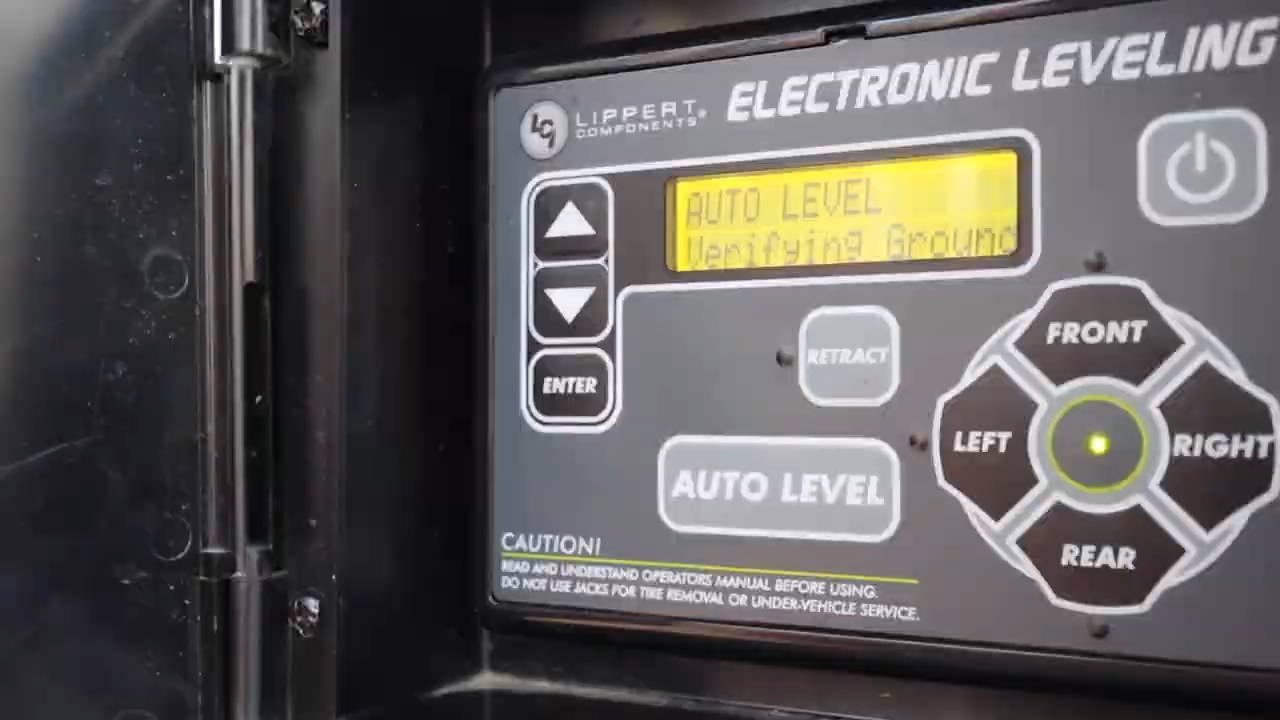 LCI
LIPPERT
COMPONENTS®
ELECTRONIC LEVELING
AUTO LEVEL
Verifying Ground
ENTER
RETRACT
AUTO LEVEL
FRONT
LEFT
RIGHT
REAR
CAUTION!
READ AND UNDERSTAND OPERATORS MANUAL BEFORE USING.
DO NOT USE JACKS FOR TIRE REMOVAL OR UNDER-VEHICLE SERVICE.